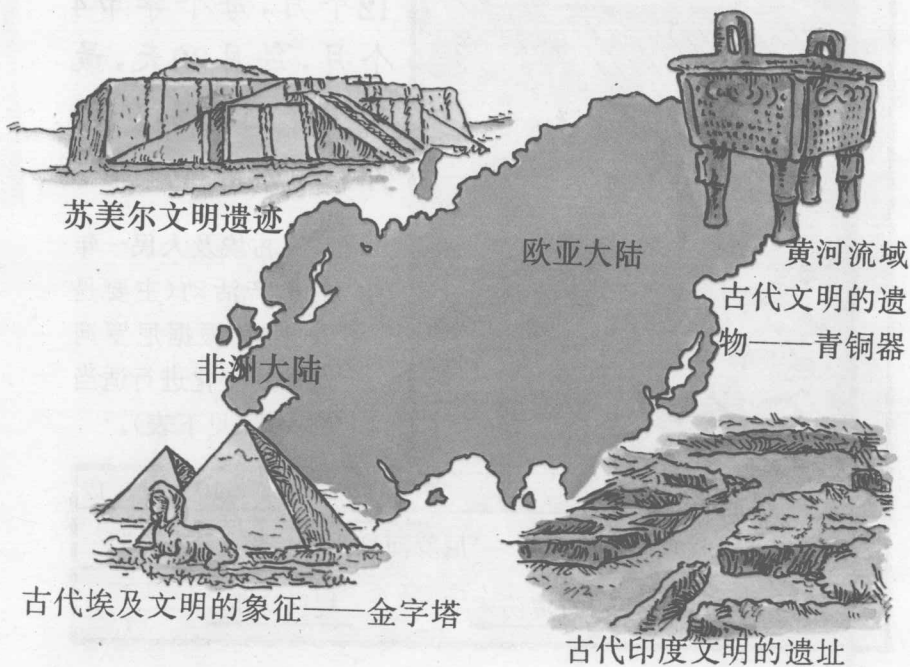 苏美尔文明遗迹
欧亚大陆
黄河流域
古代文明的遗
物——青铜器
非洲大陆
古代埃及文明的象征——金字塔
古代印度文明的遗址